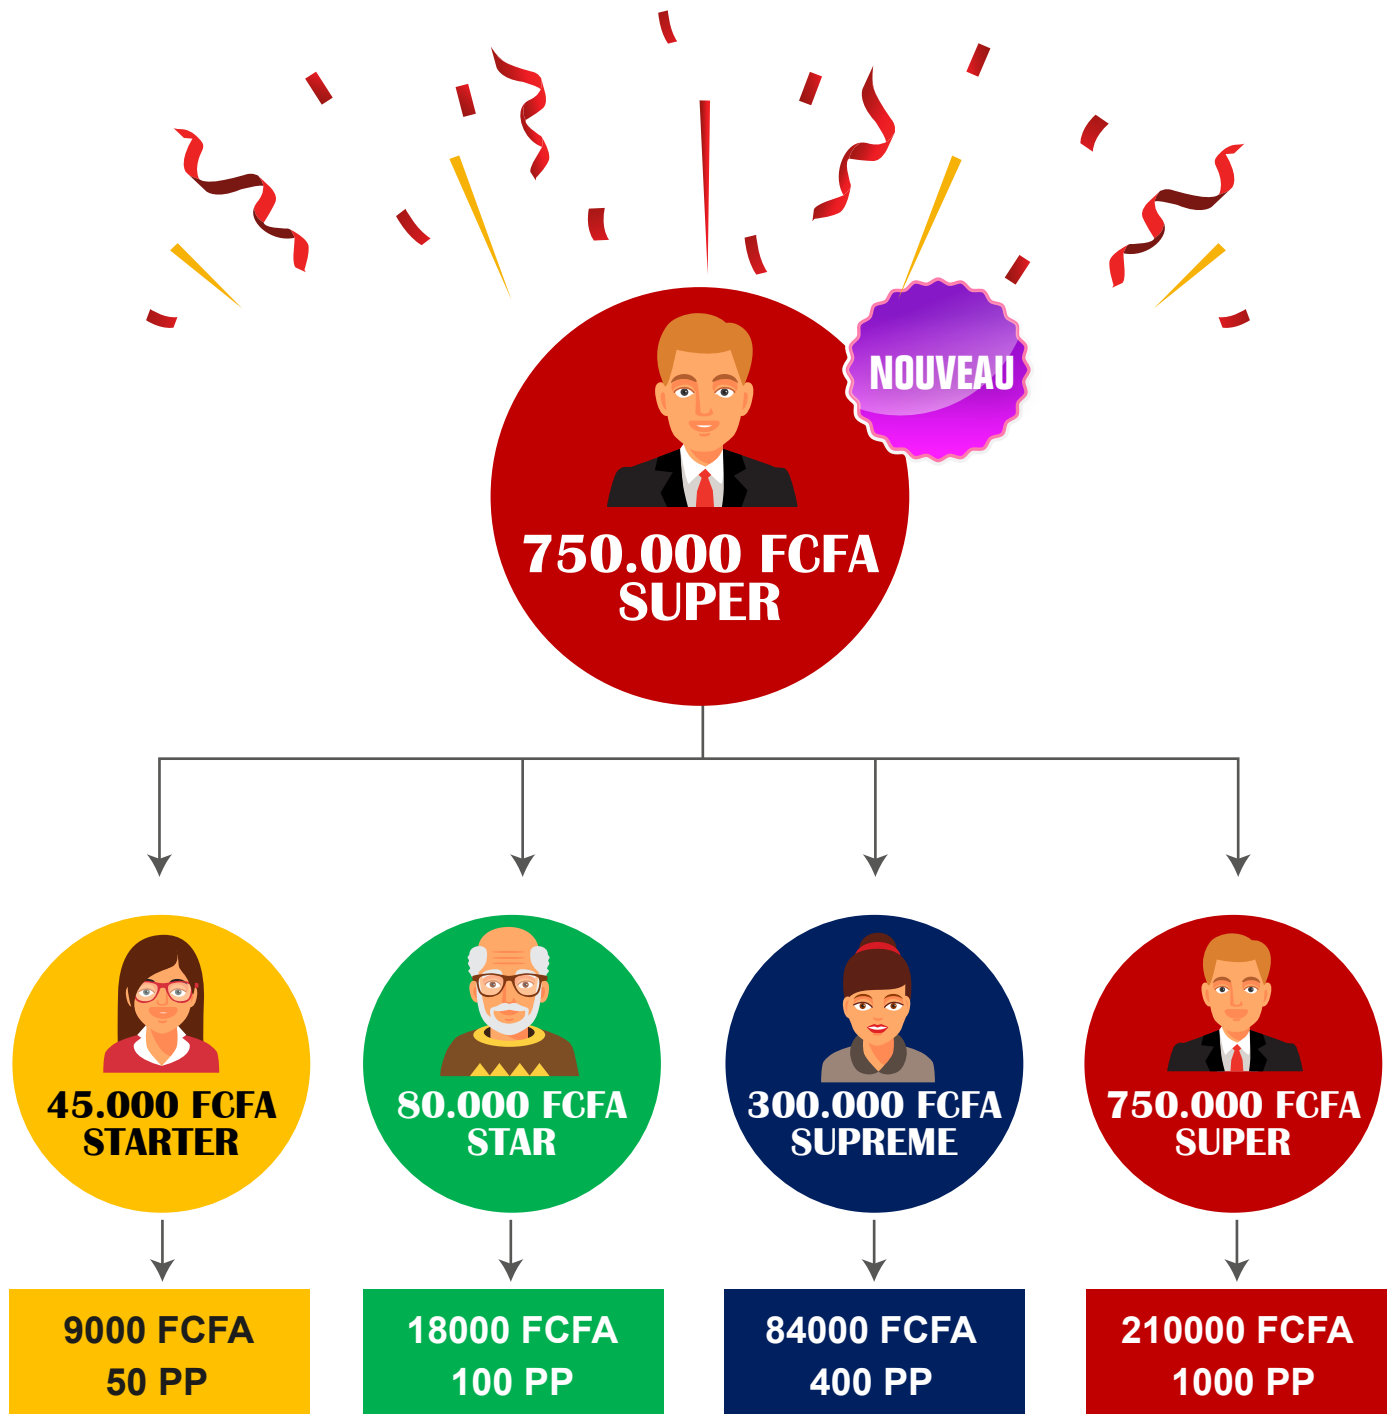 NOUVEAU
750.000 FCFA
SUPER
45.000 FCFA
STARTER
80.000 FCFA
STAR
300.000 FCFA
SUPREME
750.000 FCFA
SUPER
9000 FCFA
50 PP
18000 FCFA
100 PP
84000 FCFA
400 PP
210000 FCFA
1000 PP